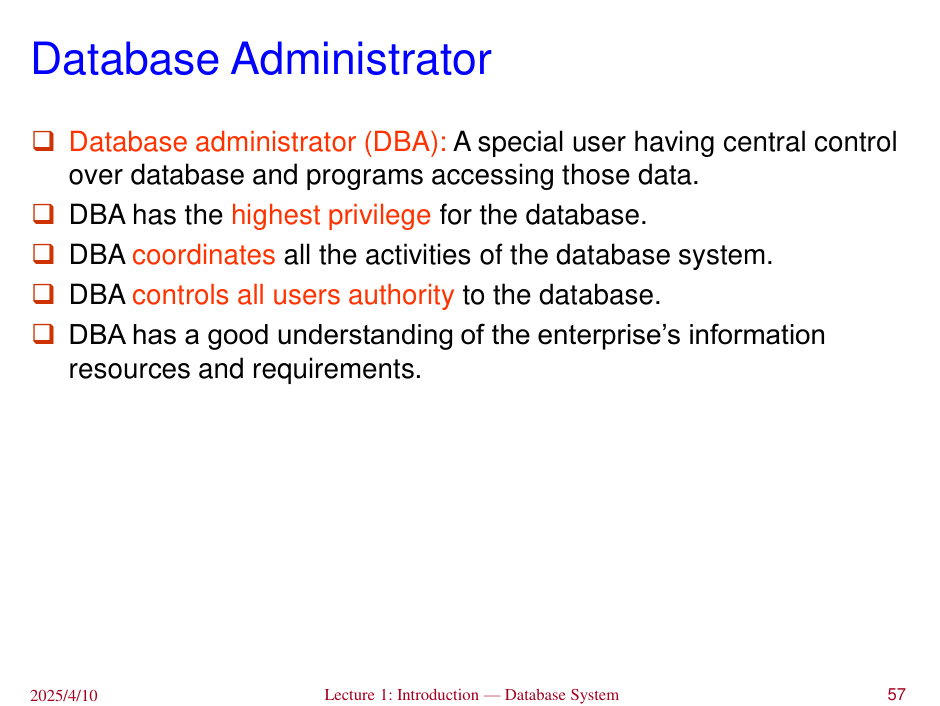 Database Administrator
❑ Database administrator (DBA): A special user having central control
over database and programs accessing those data.
❑ DBA has the highest privilege for the database.
❑ DBA coordinates all the activities of the database system.
❑ DBA controls all users authority to the database.
❑ DBA has a good understanding of the enterprise’s information
resources and requirements.
2025/4/10
Lecture 1: Introduction — Database System
57